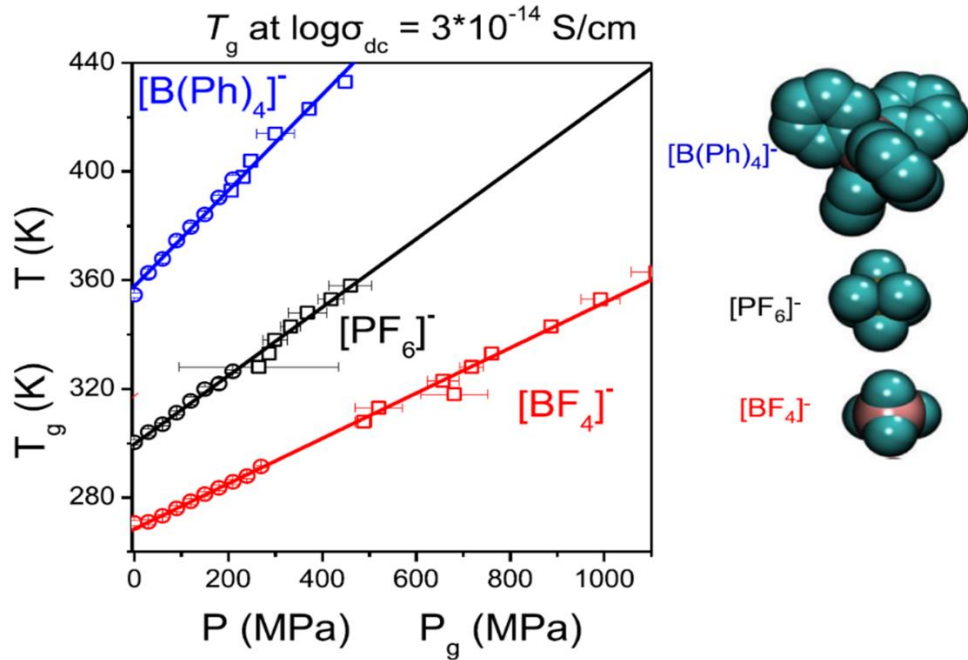 Tg at logσdc = 3*10⁻¹⁴ S/cm
440
400
360
320
280
T (K)
Tg (K)
[B(Ph)₄]⁻
[PF₆]⁻
[BF₄]⁻
0
200
400
600
800
1000
P (MPa)
Pg (MPa)
[B(Ph)₄]⁻
[PF₆]⁻
[BF₄]⁻